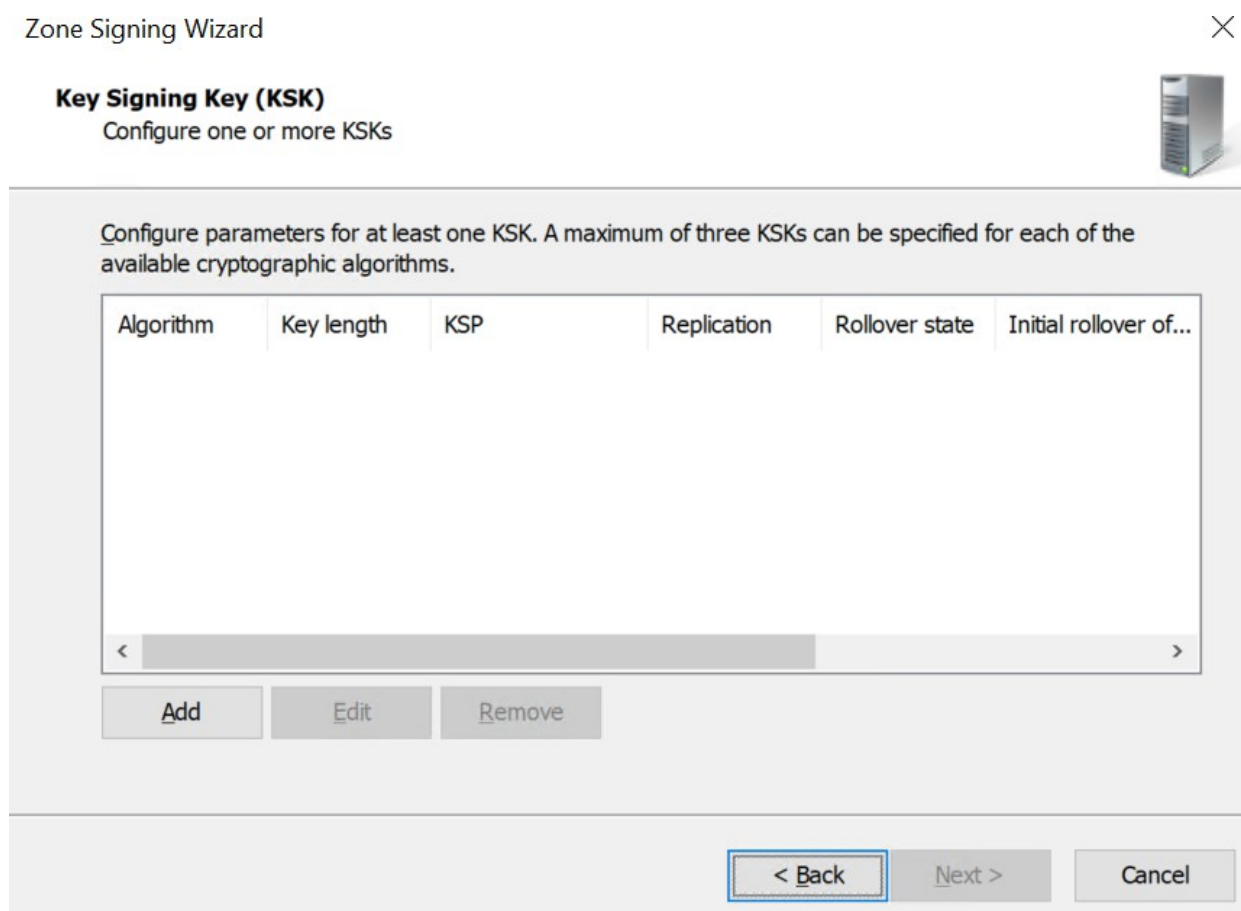 Zone Signing Wizard
Key Signing Key (KSK)
Configure one or more KSKs
Configure parameters for at least one KSK. A maximum of three KSKs can be specified for each of the
available cryptographic algorithms.
Algorithm Key length KSP Replication Rollover state Initial rollover of...
Add Edit Remove
< Back Next > Cancel